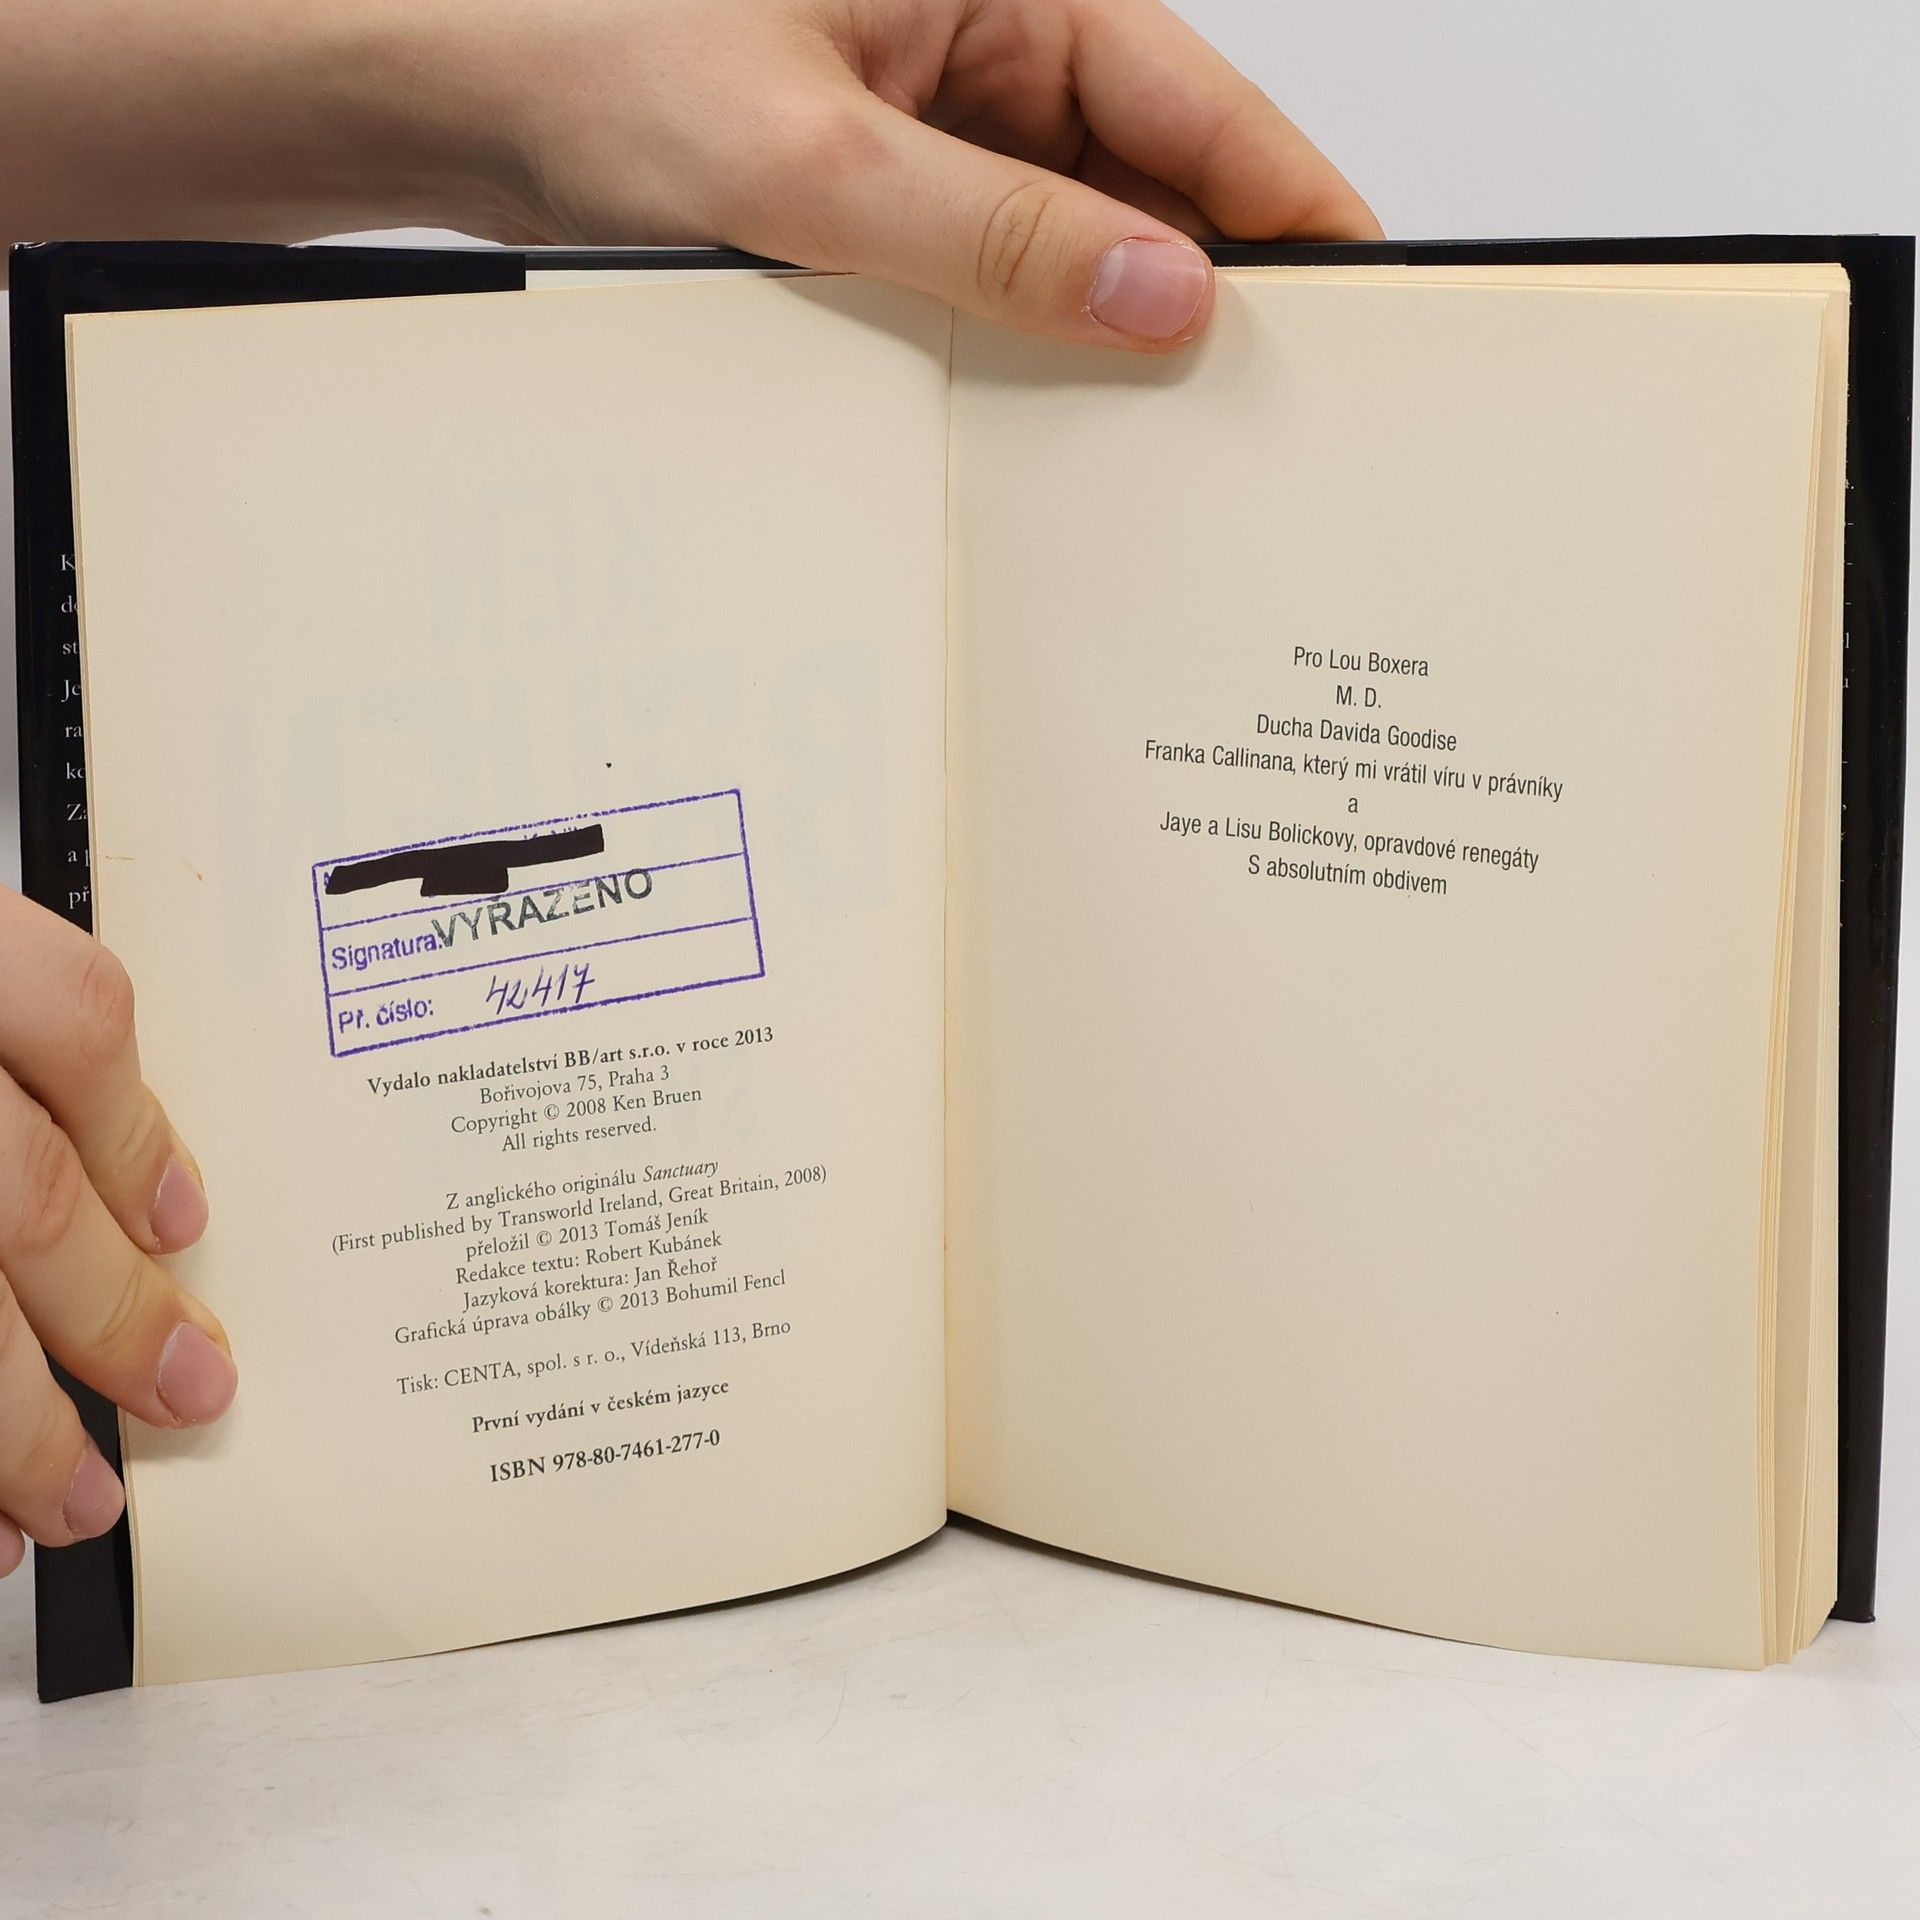 VYŘAZENO
Signatura:
Př. číslo: 42417
Vydalo nakladatelství BB/art s.r.o. v roce 2013
Bořivojova 75, Praha 3
Copyright © 2008 Ken Bruen
All rights reserved.
Z anglického originálu Sanctuary
(First published by Transworld Ireland, Great Britain, 2008)
přeložil © 2013 Tomáš Jeník
Redakce textu: Robert Kubánek
Jazyková korektura: Jan Řehoř
Grafická úprava obálky © 2013 Bohumil Fencl
Tisk: CENTA, spol. s r. o., Vídeňská 113, Brno
První vydání v českém jazyce
ISBN 978-80-7461-277-0
Pro Lou Boxera
M. D.
Ducha Davida Goodise
Franka Callinana, který mi vrátil víru v právníky
a
Jaye a Lisu Bolickovy, opravdové renegáty
S absolutním obdivem